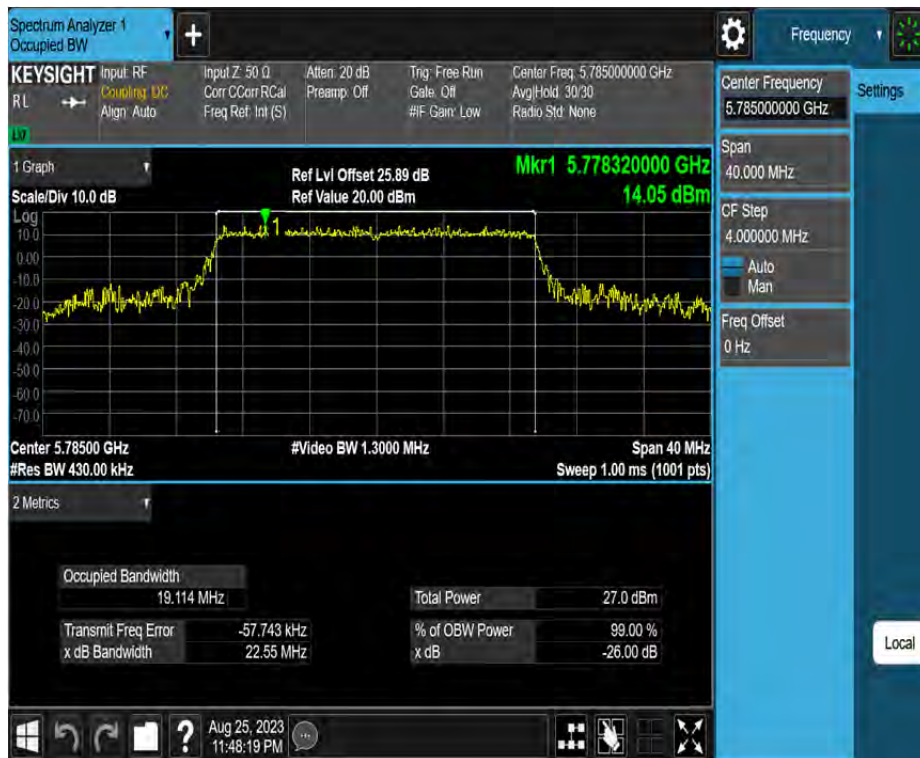 Spectrum Analyzer 1
Occupied BW
Frequency
KEYSIGHT
RL
Input: RF
Coupling: DC
Align: Auto
Input Z: 50 Ω
Corr CCorr RCal
Freq Ref: Int (S)
Atten: 20 dB
Preamp: Off
Trig: Free Run
Gate: Off
#IF Gain: Low
Center Freq: 5.785000000 GHz
Avg|Hold: 30/30
Radio Std: None
Center Frequency
5.785000000 GHz
Settings
Span
40.000 MHz
CF Step
4.000000 MHz
Auto
Man
Freq Offset
0 Hz
1 Graph
Scale/Div 10.0 dB
Ref Lvl Offset 25.89 dB
Ref Value 20.00 dBm
Mkr1 5.778320000 GHz
14.05 dBm
Log
10.0
0.00
-10.0
-20.0
-30.0
-40.0
-50.0
-60.0
-70.0
1
Center 5.78500 GHz
#Video BW 1.3000 MHz
Span 40 MHz
#Res BW 430.00 kHz
Sweep 1.00 ms (1001 pts)
2 Metrics
Occupied Bandwidth
19.114 MHz
Total Power 27.0 dBm
Transmit Freq Error -57.743 kHz
% of OBW Power 99.00 %
x dB Bandwidth 22.55 MHz
x dB -26.00 dB
Local
Aug 25, 2023
11:48:19 PM